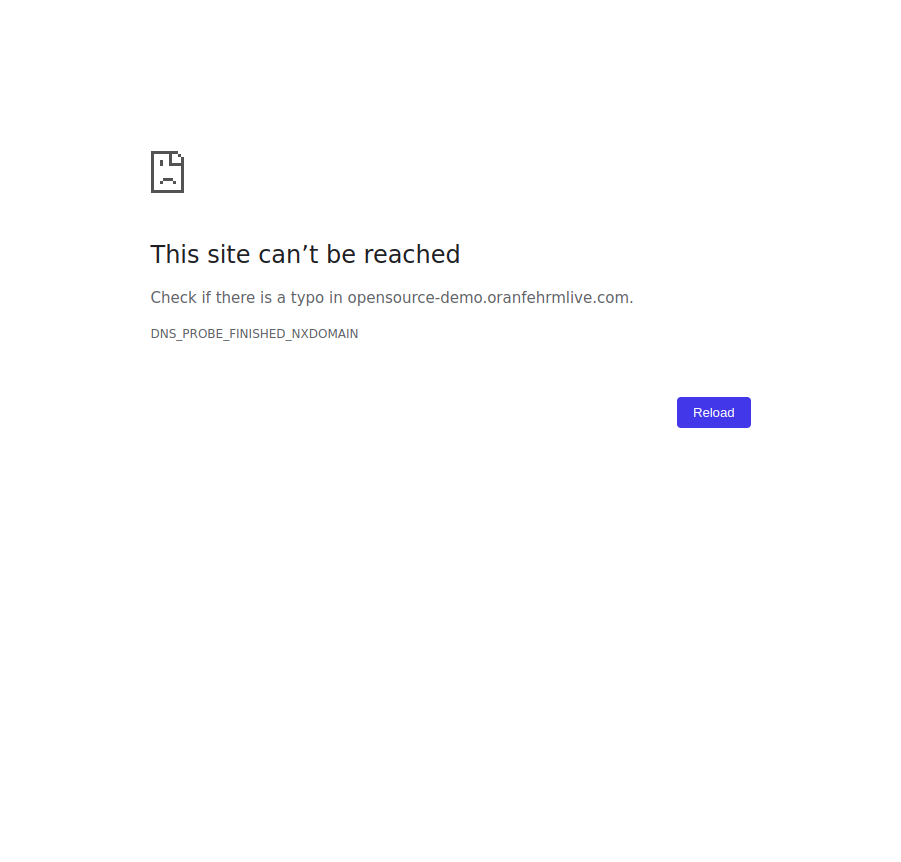 This site can’t be reached
Check if there is a typo in opensource-demo.oranfehrmlive.com.
DNS_PROBE_FINISHED_NXDOMAIN
Reload